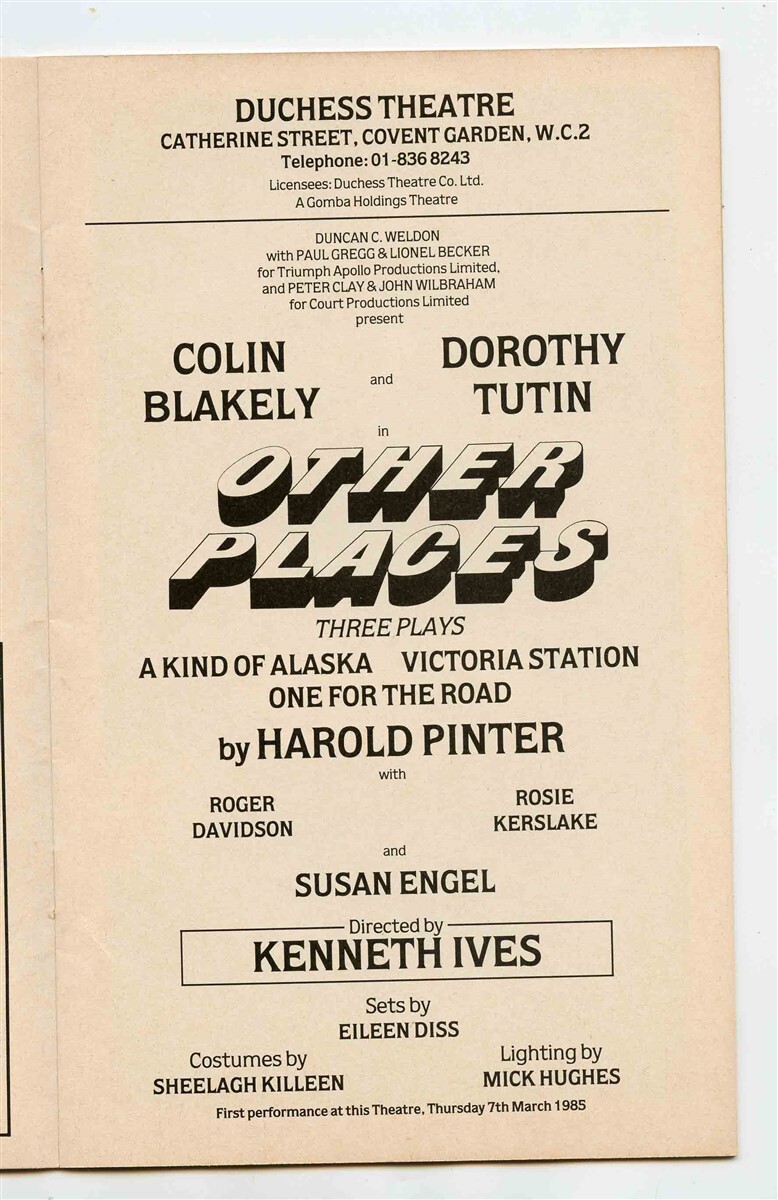 DUCHESS THEATRE
CATHERINE STREET, COVENT GARDEN, W.C.2
Telephone: 01-836 8243
Licensees: Duchess Theatre Co. Ltd.
A Gomba Holdings Theatre
DUNCAN C. WELDON
with PAUL GREGG & LIONEL BECKER
for Triumph Apollo Productions Limited,
and PETER CLAY & JOHN WILBRAHAM
for Court Productions Limited
present
COLIN
BLAKELY
and
DOROTHY
TUTIN
in
OTHER
PLACES
THREE PLAYS
A KIND OF ALASKA VICTORIA STATION
ONE FOR THE ROAD
by HAROLD PINTER
with
ROGER
DAVIDSON
ROSIE
KERSLAKE
and
SUSAN ENGEL
Directed by
KENNETH IVES
Sets by
EILEEN DISS
Costumes by
SHEELAGH KILLEEN
Lighting by
MICK HUGHES
First performance at this Theatre, Thursday 7th March 1985